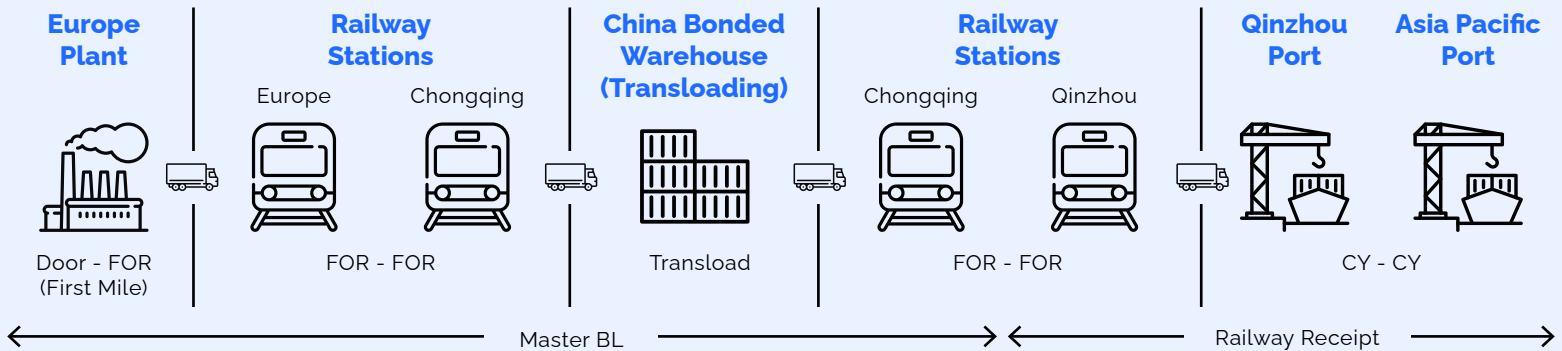 Europe
Plant
Railway
Stations
China Bonded
Warehouse
(Transloading)
Railway
Stations
Qinzhou
Port
Asia Pacific
Port
Europe
Chongqing
Chongqing
Qinzhou
Door - FOR
(First Mile)
FOR - FOR
Transload
FOR - FOR
CY - CY
Master BL
Railway Receipt